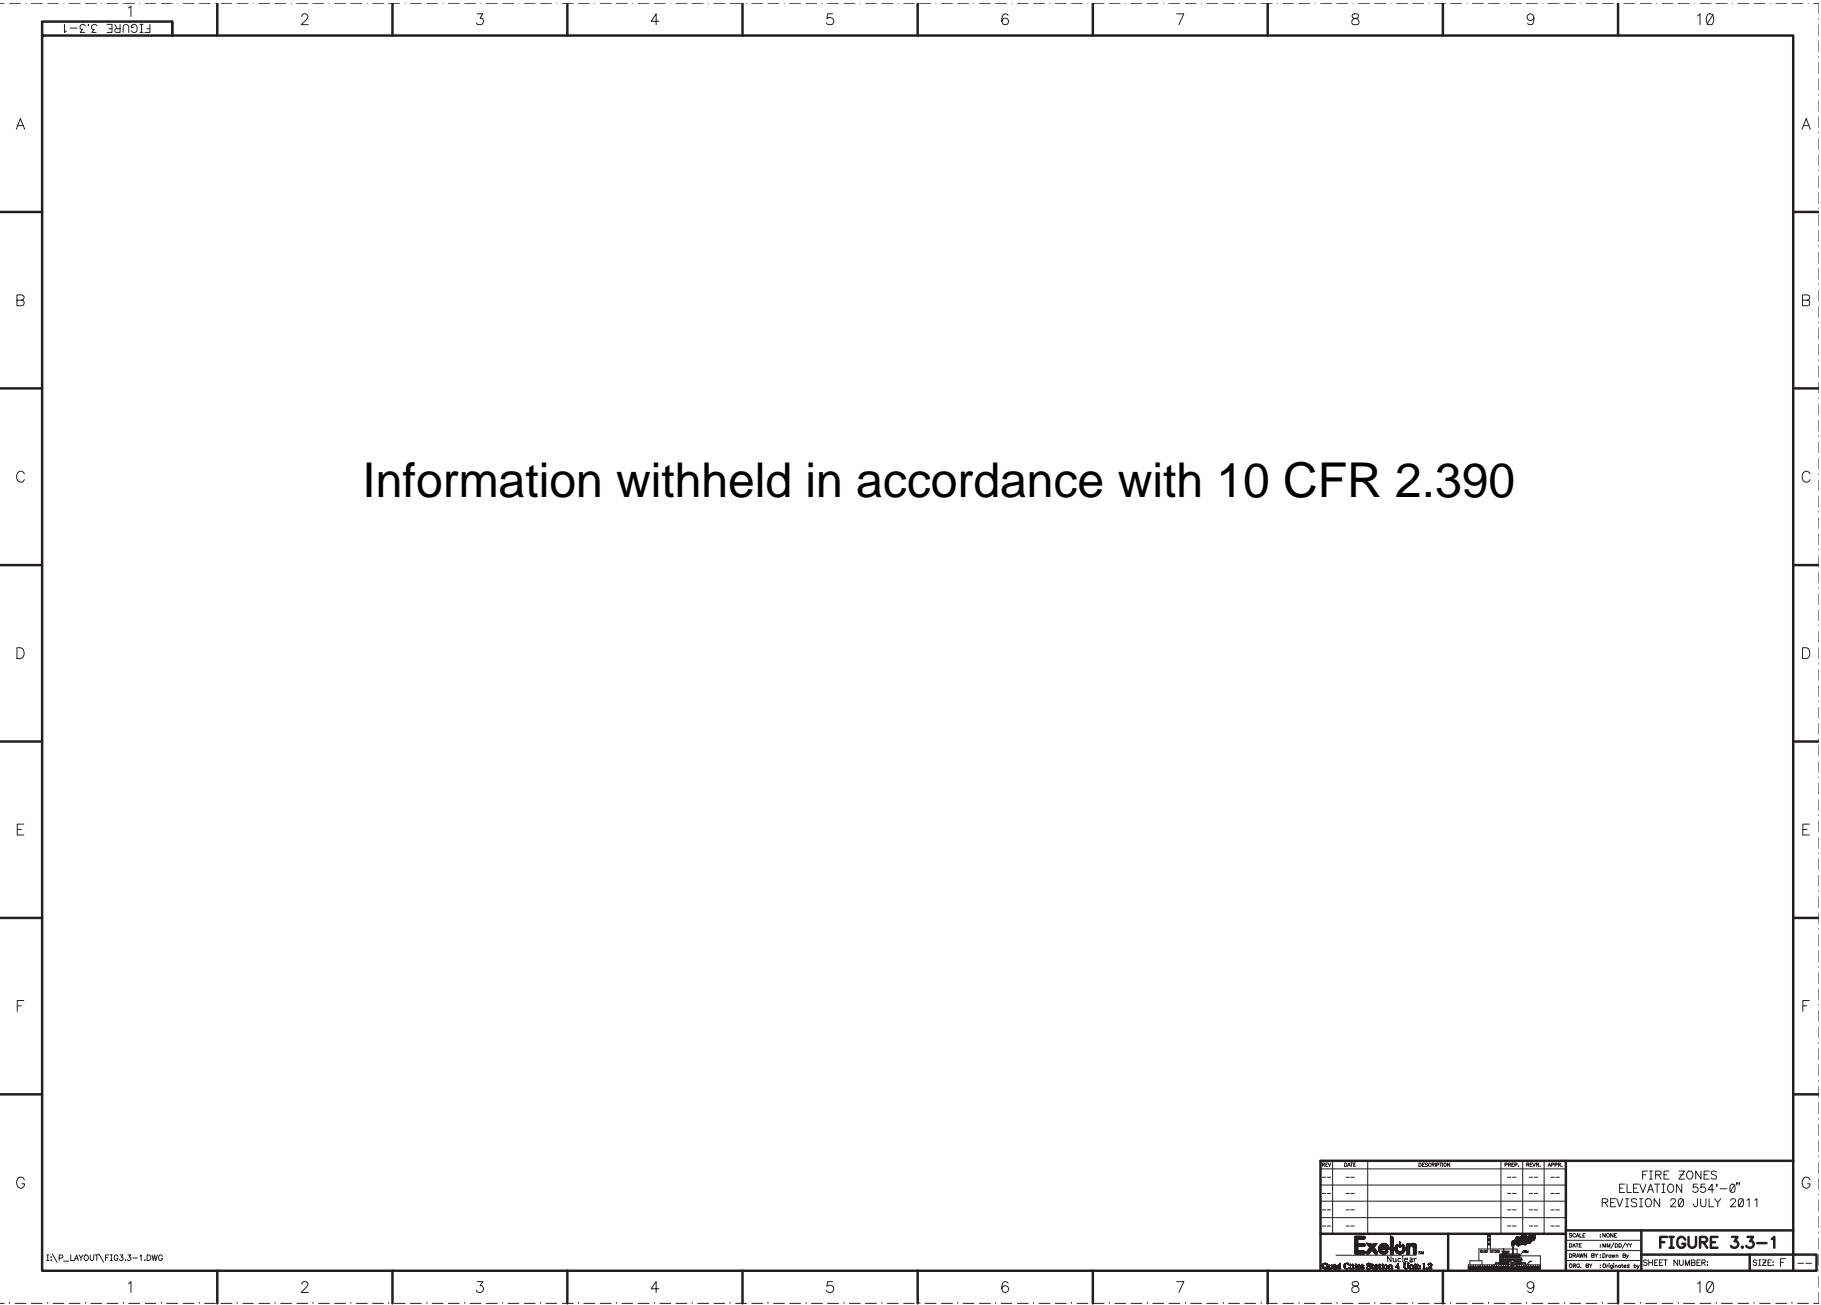 1 2 3 4 5 6 7 8 9 10
FIGURE 3.3-1
A A
B B
Information withheld in accordance with 10 CFR 2.390
C C
D D
E E
F F
G G
REV DATE DESCRIPTION PREP. REVR. APPR.
-- -- -- -- --
-- -- -- -- --
-- -- -- -- --
-- -- -- -- --
FIRE ZONES
ELEVATION 554'-0"
REVISION 20 JULY 2011
Exelon
Nuclear
Quad Cities Station
SCALE :NONE
DATE :MM/DD/YY
DRAWN BY:Drawn By
ORG. BY :Originated by
FIGURE 3.3-1
SHEET NUMBER: SIZE: F --
I:\P_LAYOUT\FIG3.3-1.DWG
1 2 3 4 5 6 7 8 9 10